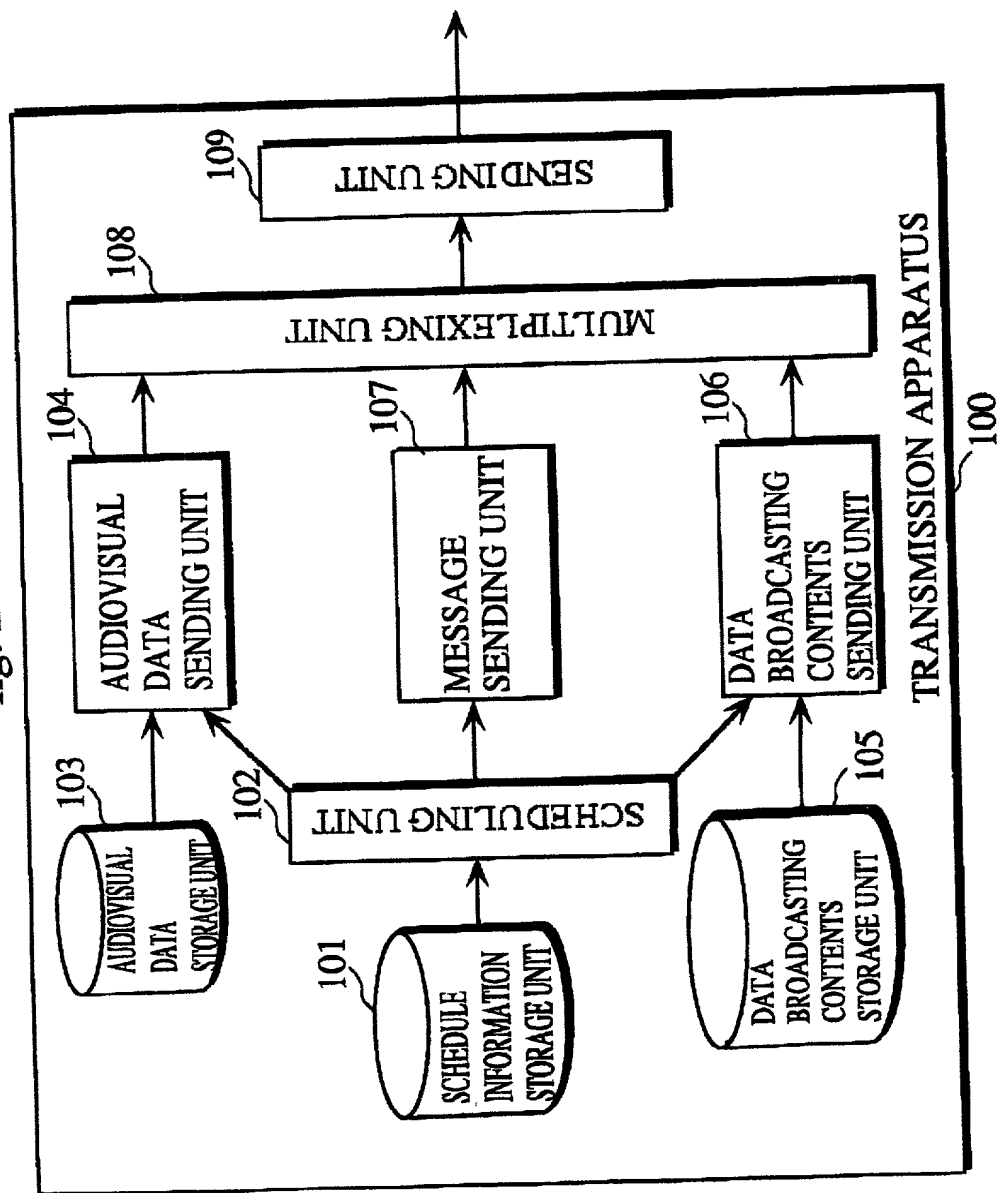 109
SENDING UNIT
108
MULTIPLEXING UNIT
104
AUDIOVISUAL
DATA
SENDING UNIT
107
MESSAGE
SENDING UNIT
106
DATA
BROADCASTING
CONTENTS
SENDING UNIT
103
AUDIOVISUAL
DATA
STORAGE UNIT
102
SCHEDULING UNIT
101
SCHEDULE
INFORMATION
STORAGE UNIT
105
DATA
BROADCASTING
CONTENTS
STORAGE UNIT
TRANSMISSION APPARATUS
100